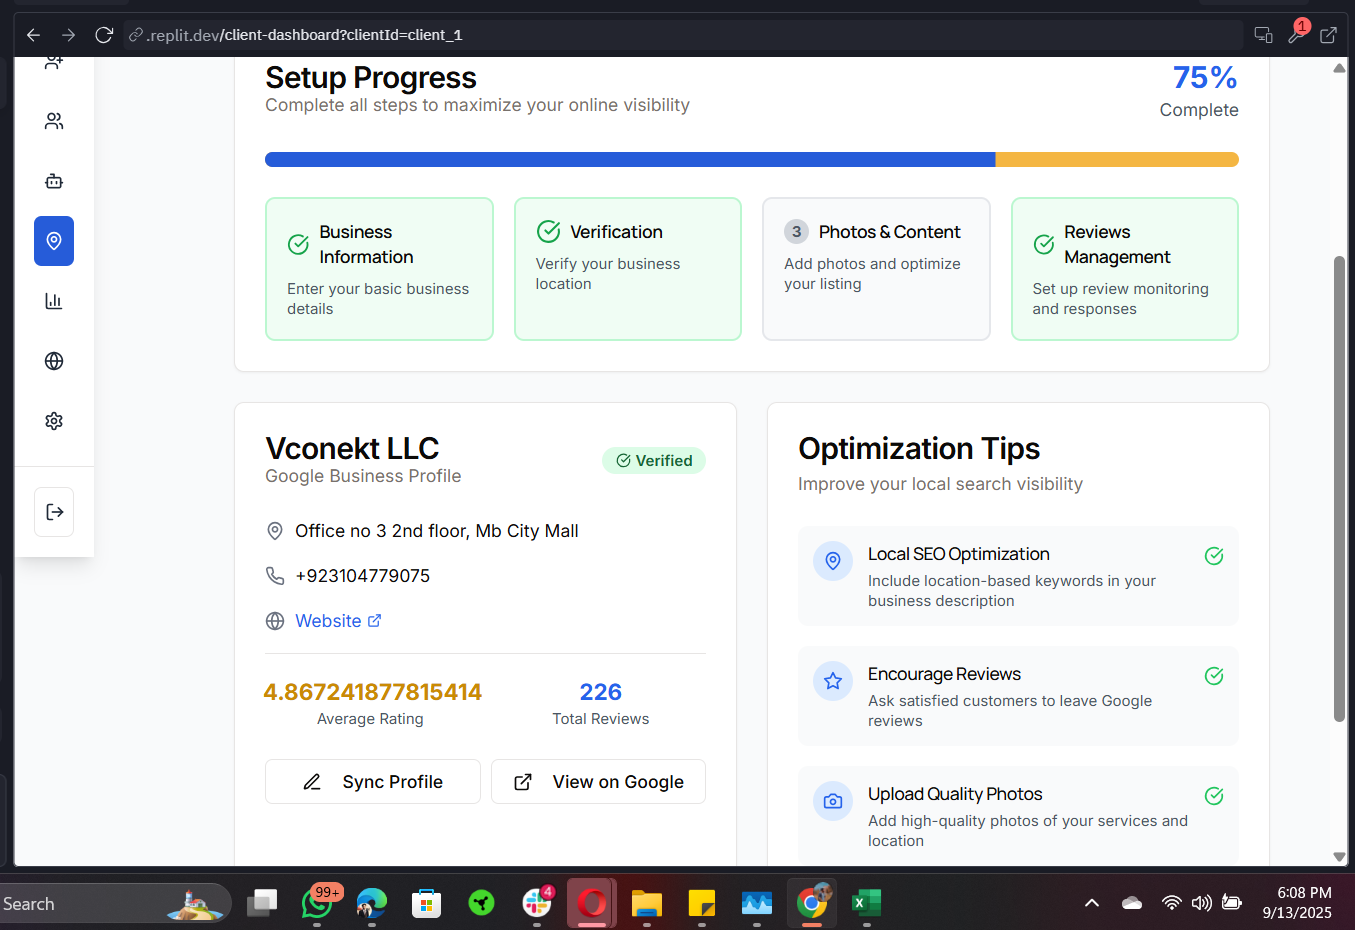 .replit.dev/client-dashboard?clientId=client_1
1
Setup Progress
75%
Complete all steps to maximize your online visibility
Complete
Business
Information
Enter your basic business
details
Verification
Verify your business
location
3
Photos & Content
Add photos and optimize
your listing
Reviews
Management
Set up review monitoring
and responses
Vconekt LLC
Google Business Profile
Verified
Office no 3 2nd floor, Mb City Mall
+923104779075
Website
4.867241877815414
Average Rating
226
Total Reviews
Sync Profile
View on Google
Optimization Tips
Improve your local search visibility
Local SEO Optimization
Include location-based keywords in your
business description
Encourage Reviews
Ask satisfied customers to leave Google
reviews
Upload Quality Photos
Add high-quality photos of your services and
location
Search
99+
4
6:08 PM
9/13/2025